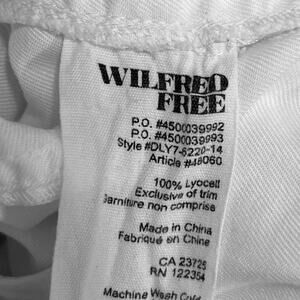 WILFRED
FREE
P.O. #4500039992
P.O. #4500039993
Style #DLY7-6220-14
Article #48060
100% Lyocell
Exclusive of trim
Garniture non comprise
Made in China
Fabriqué en China
CA 23725
RN 122354
Machine Wash Cold